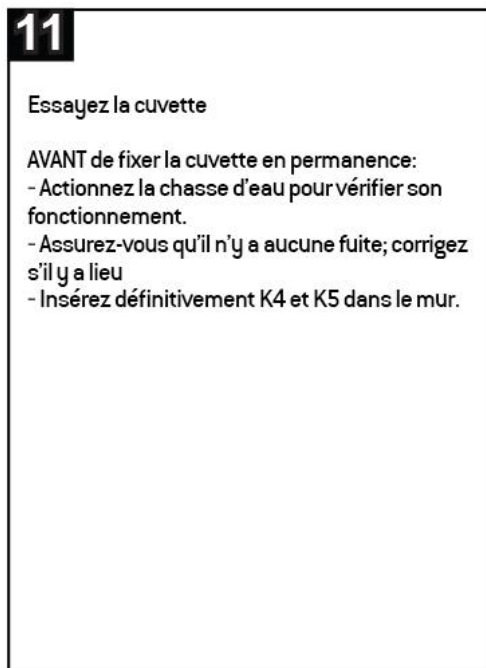 11
Essayez la cuvette
AVANT de fixer la cuvette en permanence:
- Actionnez la chasse d'eau pour vérifier son
fonctionnement.
- Assurez-vous qu'il n'y a aucune fuite; corrigez
s'il y a lieu
- Insérez définitivement K4 et K5 dans le mur.